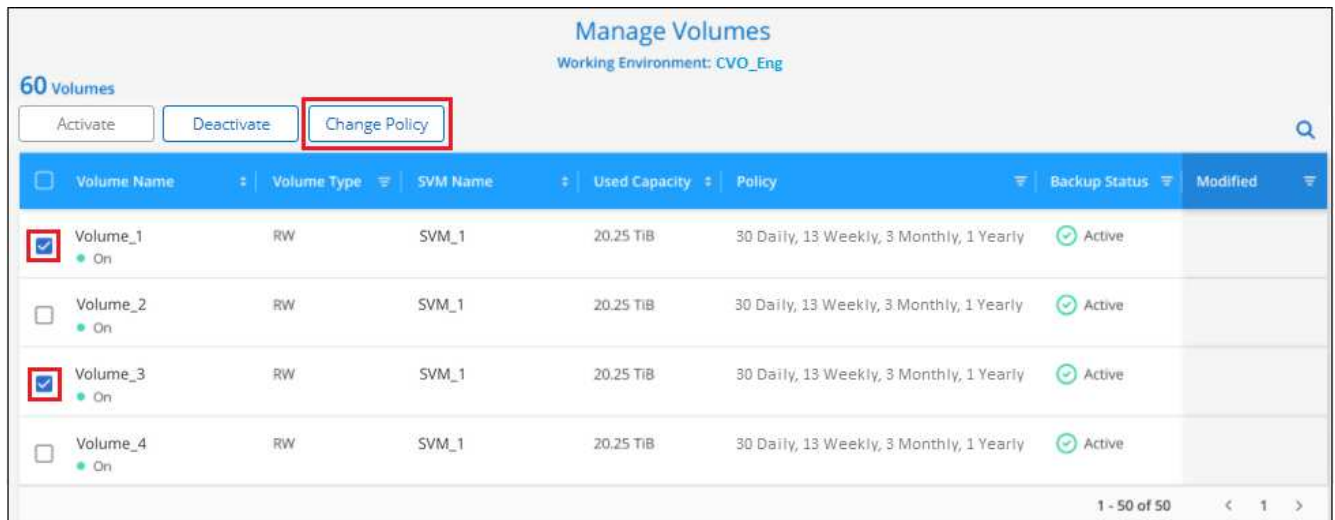 Manage Volumes
Working Environment: CVO_Eng
60 Volumes
Activate Deactivate Change Policy
Volume Name Volume Type SVM Name Used Capacity Policy Backup Status Modified
Volume_1 RW SVM_1 20.25 TiB 30 Daily, 13 Weekly, 3 Monthly, 1 Yearly Active
On
Volume_2 RW SVM_1 20.25 TiB 30 Daily, 13 Weekly, 3 Monthly, 1 Yearly Active
On
Volume_3 RW SVM_1 20.25 TiB 30 Daily, 13 Weekly, 3 Monthly, 1 Yearly Active
On
Volume_4 RW SVM_1 20.25 TiB 30 Daily, 13 Weekly, 3 Monthly, 1 Yearly Active
On
1 - 50 of 50 < 1 >